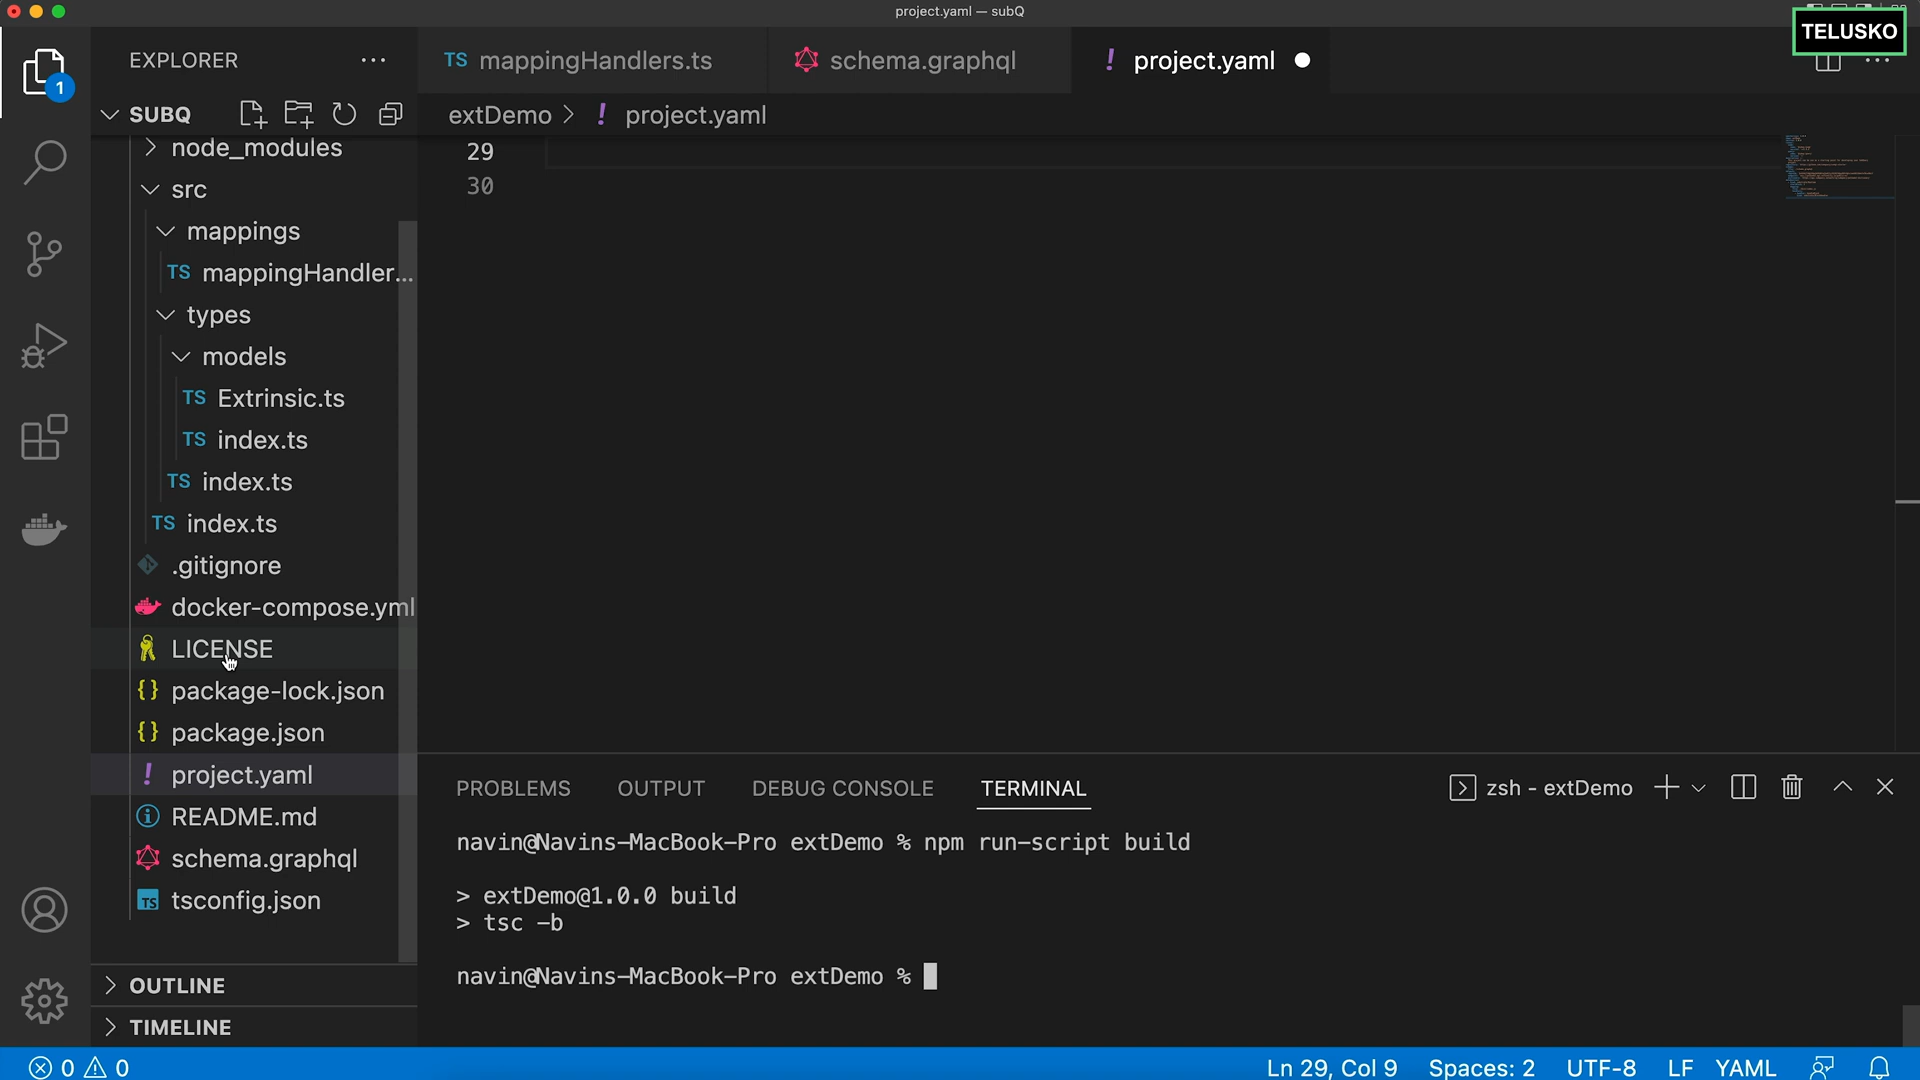 project.yaml — subQ
TELUSKO
EXPLORER
TS mappingHandlers.ts
schema.graphql
! project.yaml
SUBQ
extDemo > ! project.yaml
1
node_modules
src
mappings
TS mappingHandler...
types
models
TS Extrinsic.ts
TS index.ts
TS index.ts
TS index.ts
.gitignore
docker-compose.yml
LICENSE
{} package-lock.json
{} package.json
! project.yaml
README.md
schema.graphql
TS tsconfig.json
OUTLINE
TIMELINE
29
30
PROBLEMS OUTPUT DEBUG CONSOLE TERMINAL
zsh - extDemo
navin@Navins-MacBook-Pro extDemo % npm run-script build
> extDemo@1.0.0 build
> tsc -b
navin@Navins-MacBook-Pro extDemo %
0 0
Ln 29, Col 9 Spaces: 2 UTF-8 LF YAML